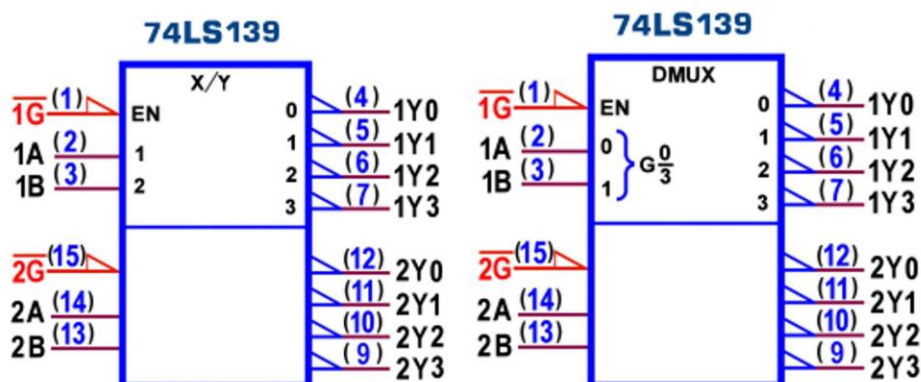 74LS139
X/Y
1G (1) EN 0 (4) 1Y0
1A (2) 1 1 (5) 1Y1
1B (3) 2 2 (6) 1Y2
3 (7) 1Y3
2G (15) (12) 2Y0
2A (14) (11) 2Y1
2B (13) (10) 2Y2
(9) 2Y3
74LS139
DMUX
1G (1) EN 0 (4) 1Y0
1A (2) 0 } G 0/3 1 (5) 1Y1
1B (3) 1 2 (6) 1Y2
3 (7) 1Y3
2G (15) (12) 2Y0
2A (14) (11) 2Y1
2B (13) (10) 2Y2
(9) 2Y3